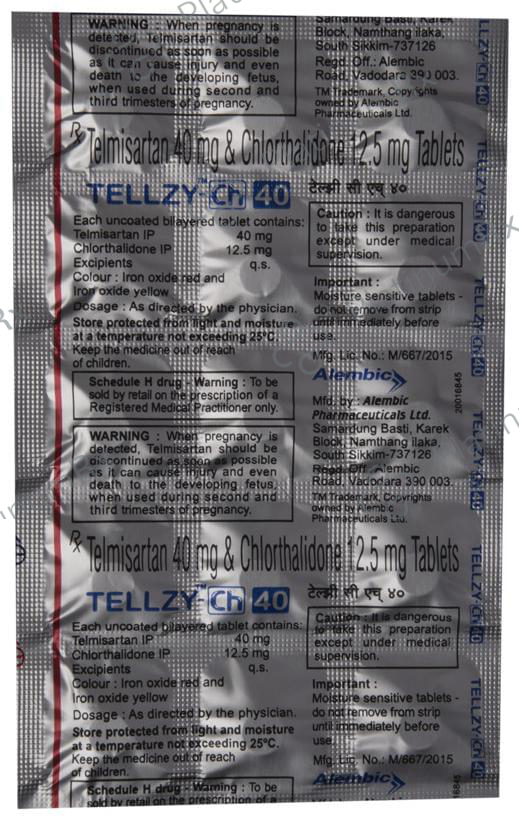 WARNING : When pregnancy is
detected, Telmisartan should be
discontinued as soon as possible
as it can cause injury and even
death to the developing fetus,
when used during second and
third trimesters of pregnancy.
Samardung Basti, Karek
Block, Namthang ilaka,
South Sikkim-737126
Regd. Off.: Alembic
Road, Vadodara 390 003.
TM Trademark, Copyrights
owned by Alembic
Pharmaceuticals Ltd.
Rx Telmisartan 40 mg & Chlorthalidone 12.5 mg Tablets
TELLZY™-Ch 40 टेल्झी सी एच् ४०
Each uncoated bilayered tablet contains:
Telmisartan IP 40 mg
Chlorthalidone IP 12.5 mg
Excipients q.s.
Colour : Iron oxide red and
Iron oxide yellow
Dosage : As directed by the physician.
Store protected from light and moisture
at a temperature not exceeding 25°C.
Keep the medicine out of reach
of children.
Schedule H drug - Warning : To be
sold by retail on the prescription of a
Registered Medical Practitioner only.
WARNING : When pregnancy is
detected, Telmisartan should be
discontinued as soon as possible
as it can cause injury and even
death to the developing fetus,
when used during second and
third trimesters of pregnancy.
Caution : It is dangerous
to take this preparation
except under medical
supervision.
Important :
Moisture sensitive tablets -
do not remove from strip
until immediately before
use.
Mfg. Lic. No.: M/667/2015
Alembic
Mfd. by : Alembic
Pharmaceuticals Ltd.
Samardung Basti, Karek
Block, Namthang ilaka,
South Sikkim-737126
Regd. Off.: Alembic
Road, Vadodara 390 003.
TM Trademark, Copyrights
owned by Alembic
Pharmaceuticals Ltd.
20016845
Rx Telmisartan 40 mg & Chlorthalidone 12.5 mg Tablets
TELLZY™-Ch 40 टेल्झी सी एच् ४०
Each uncoated bilayered tablet contains:
Telmisartan IP 40 mg
Chlorthalidone IP 12.5 mg
Excipients q.s.
Colour : Iron oxide red and
Iron oxide yellow
Dosage : As directed by the physician.
Store protected from light and moisture
at a temperature not exceeding 25°C.
Keep the medicine out of reach
of children.
Schedule H drug - Warning : To be
sold by retail on the prescription of a
Caution : It is dangerous
to take this preparation
except under medical
supervision.
Important :
Moisture sensitive tablets -
do not remove from strip
until immediately before
use.
Mfg. Lic. No.: M/667/2015
Alembic
16845
TELLZY-Ch 40
TELLZY-Ch 40
TELLZY-Ch 40
TELLZY-Ch 40
TELLZY-Ch 40
TELLZY-Ch 40